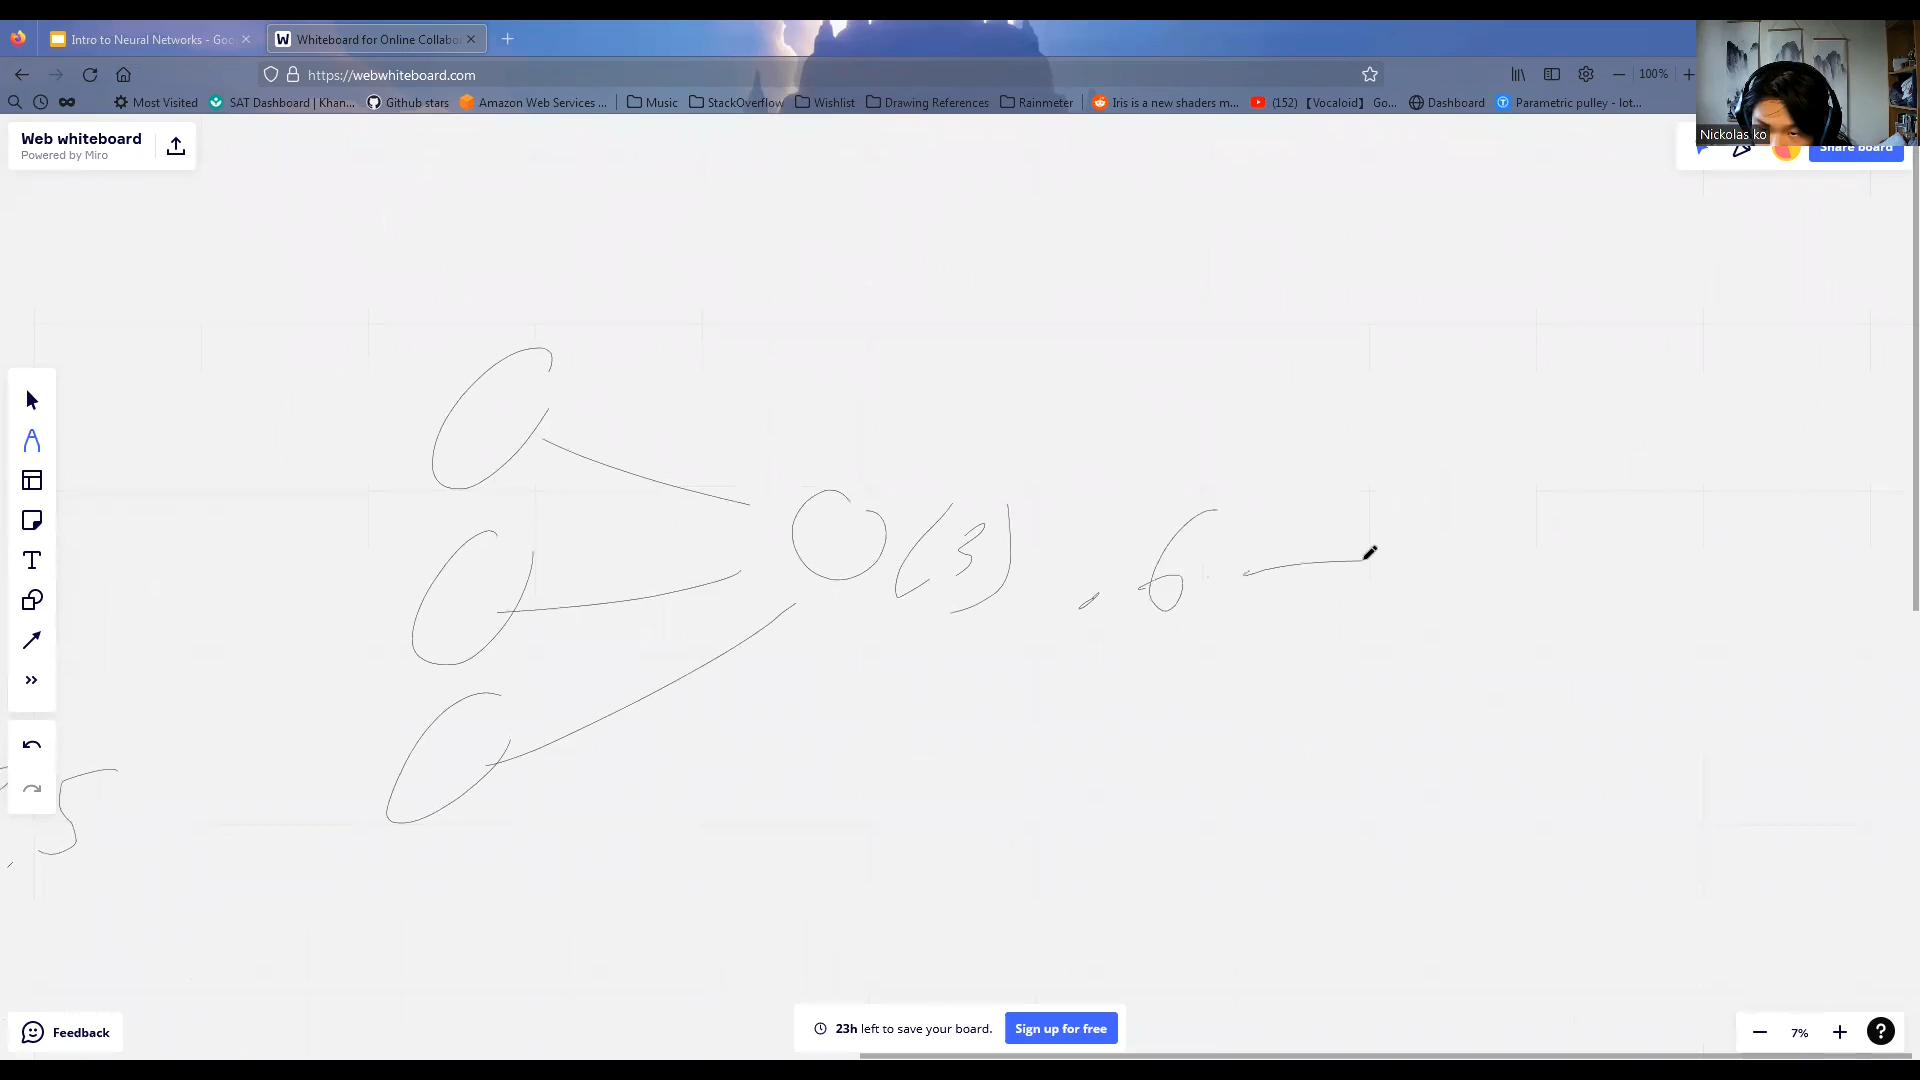 Intro to Neural Networks - Goo
Whiteboard for Online Collabo
https://webwhiteboard.com
100%
Most Visited
SAT Dashboard | Khan...
Github stars
Amazon Web Services ...
Music
StackOverflow
Wishlist
Drawing References
Rainmeter
Iris is a new shaders m...
(152) 【Vocaloid】 Go...
Dashboard
Parametric pulley - lot...
Nickolas ko
Web whiteboard
Powered by Miro
Share board
(3) . 6
. 5
Feedback
23h left to save your board.
Sign up for free
7%